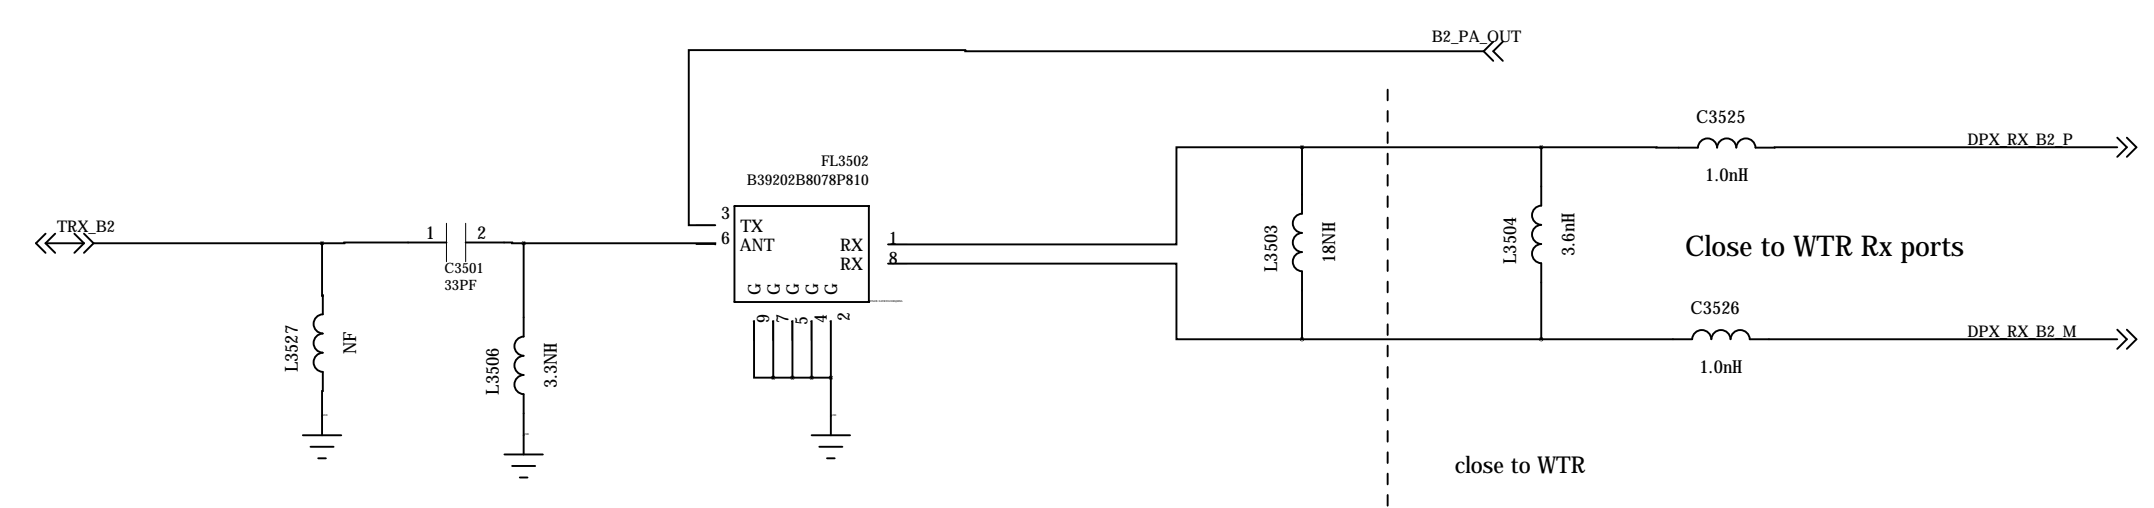 B2_PA_OUT
C3525
1.0nH
DPX_RX_B2_P
FL3502
B39202B8078P810
TRX_B2
1
2
C3501
33PF
3
6
TX
ANT
RX
RX
1
8
G G G G G
9 7 5 4 2
L3527
NF
L3506
3.3NH
L3503
18NH
L3504
3.6nH
Close to WTR Rx ports
C3526
1.0nH
DPX_RX_B2_M
close to WTR